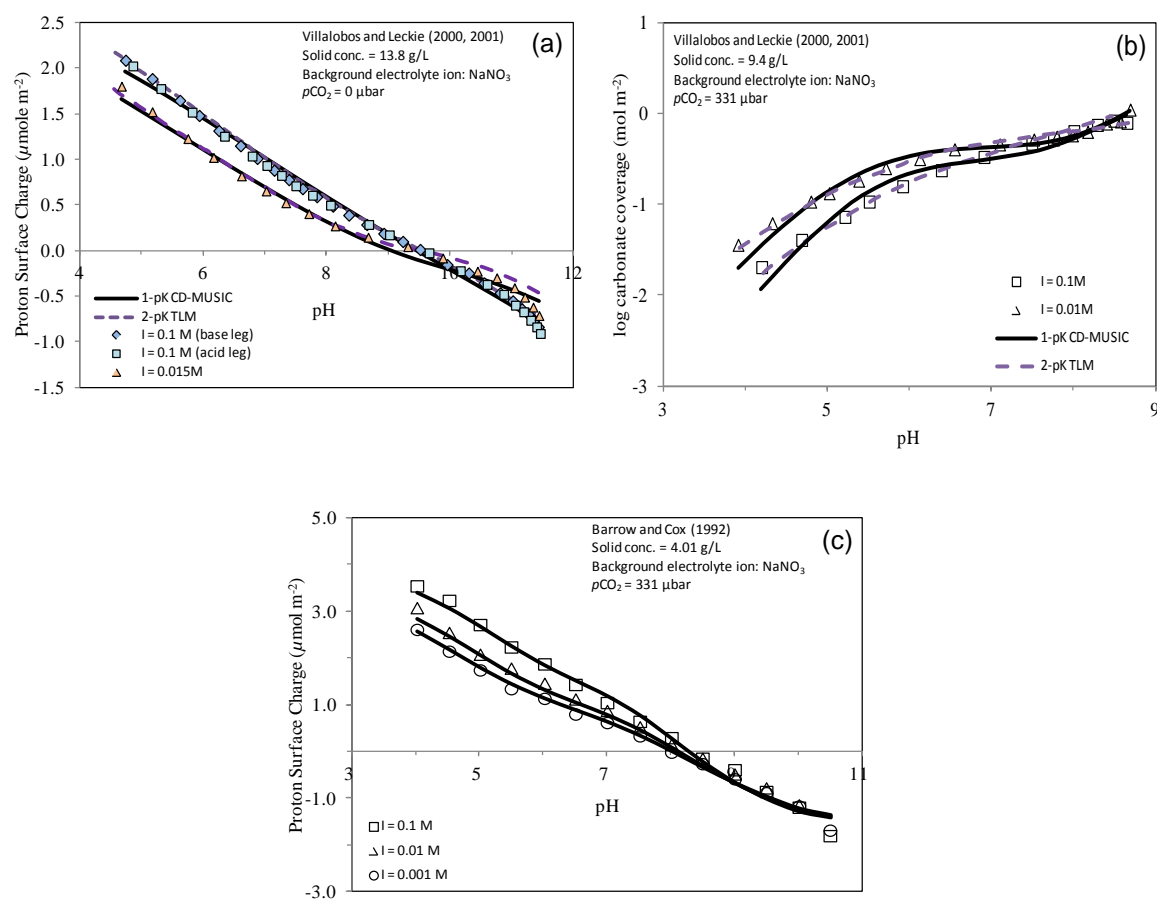 (a)
Villalobos and Leckie (2000, 2001)
Solid conc. = 13.8 g/L
Background electrolyte ion: NaNO3
pCO2 = 0 μbar
Proton Surface Charge (μmole m-2)
2.5
2.0
1.5
1.0
0.5
0.0
-0.5
-1.0
-1.5
4
6
8
10
12
pH
1-pK CD-MUSIC
2-pK TLM
I = 0.1 M (base leg)
I = 0.1 M (acid leg)
I = 0.015M
(b)
Villalobos and Leckie (2000, 2001)
Solid conc. = 9.4 g/L
Background electrolyte ion: NaNO3
pCO2 = 331 μbar
log carbonate coverage (mol m-2)
1
0
-1
-2
-3
3
5
7
9
pH
I = 0.1M
I = 0.01M
1-pK CD-MUSIC
2-pK TLM
(c)
Barrow and Cox (1992)
Solid conc. = 4.01 g/L
Background electrolyte ion: NaNO3
pCO2 = 331 μbar
Proton Surface Charge (μmol m-2)
5.0
3.0
1.0
-1.0
-3.0
3
5
7
9
11
pH
I = 0.1 M
I = 0.01 M
I = 0.001 M